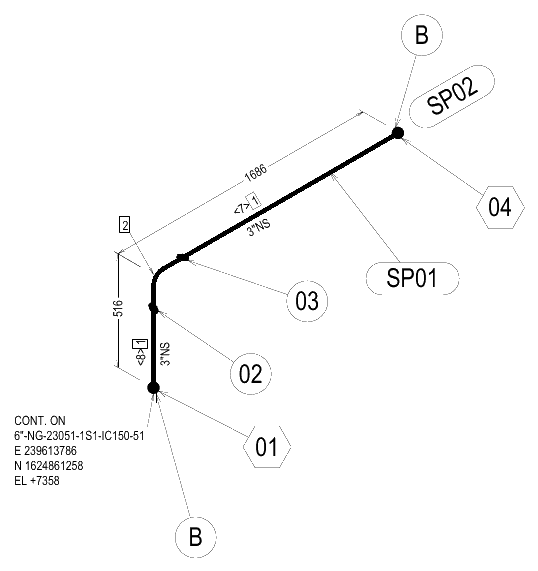 B
SP02
1686
<7> 1
3"NS
04
2
SP01
03
516
<8> 1
3"NS
02
CONT. ON
6"-NG-23051-1S1-IC150-51
E 239613786
N 1624861258
EL +7358
01
B